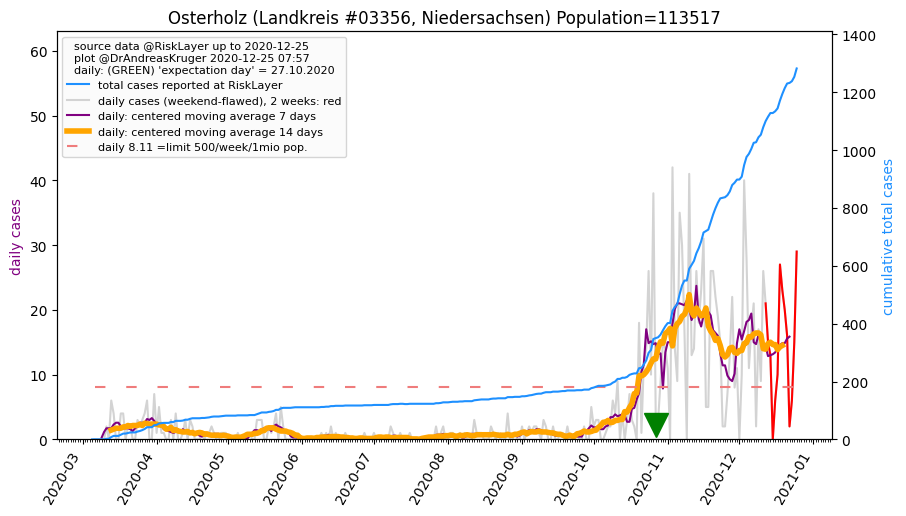 Osterholz (Landkreis #03356, Niedersachsen) Population=113517
source data @RiskLayer up to 2020-12-25
plot @DrAndreasKruger 2020-12-25 07:57
daily: (GREEN) 'expectation day' = 27.10.2020
total cases reported at RiskLayer
daily cases (weekend-flawed), 2 weeks: red
daily: centered moving average 7 days
daily: centered moving average 14 days
daily 8.11 =limit 500/week/1mio pop.
daily cases
60
50
40
30
20
10
0
cumulative total cases
1400
1200
1000
800
600
400
200
0
2020-03
2020-04
2020-05
2020-06
2020-07
2020-08
2020-09
2020-10
2020-11
2020-12
2021-01